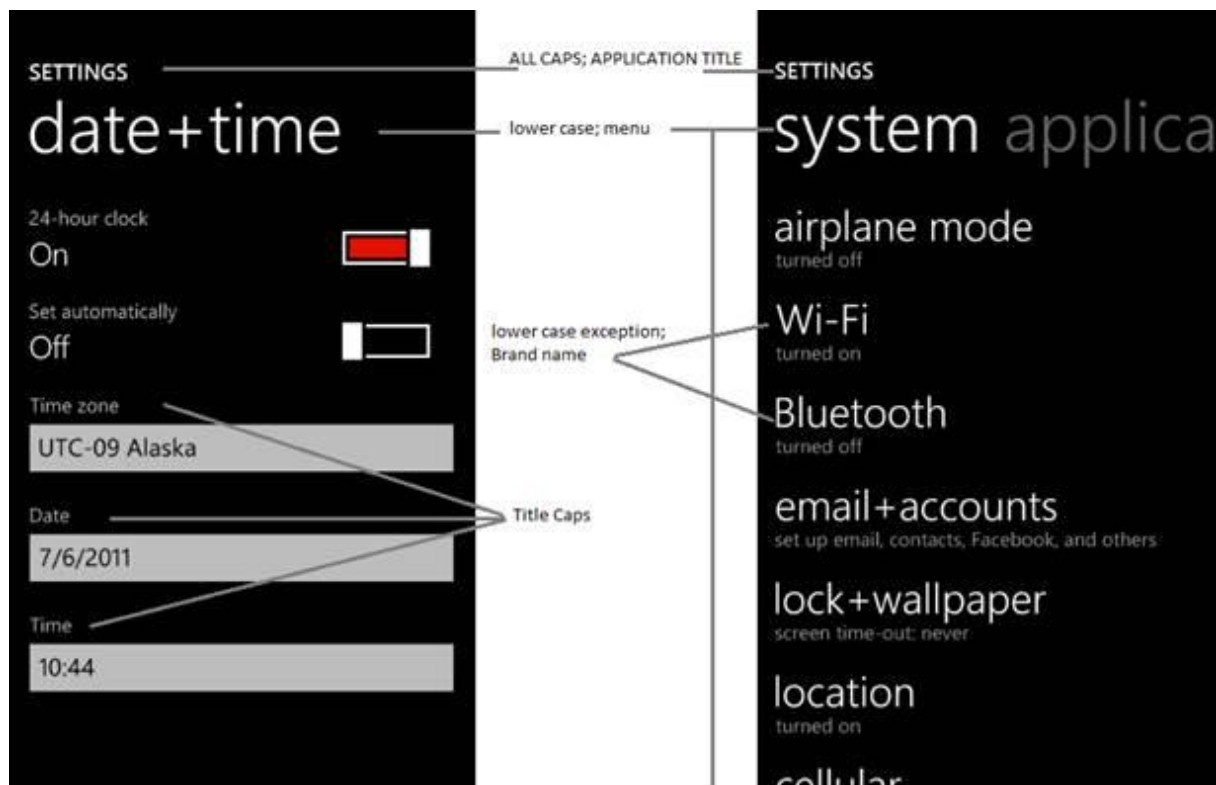 SETTINGS
date+time
24-hour clock
On
Set automatically
Off
Time zone
UTC-09 Alaska
Date
7/6/2011
Time
10:44
ALL CAPS; APPLICATION TITLE
lower case; menu
lower case exception;
Brand name
Title Caps
SETTINGS
system applica
airplane mode
turned off
Wi-Fi
turned on
Bluetooth
turned off
email+accounts
set up email, contacts, Facebook, and others
lock+wallpaper
screen time-out: never
location
turned on
cellular